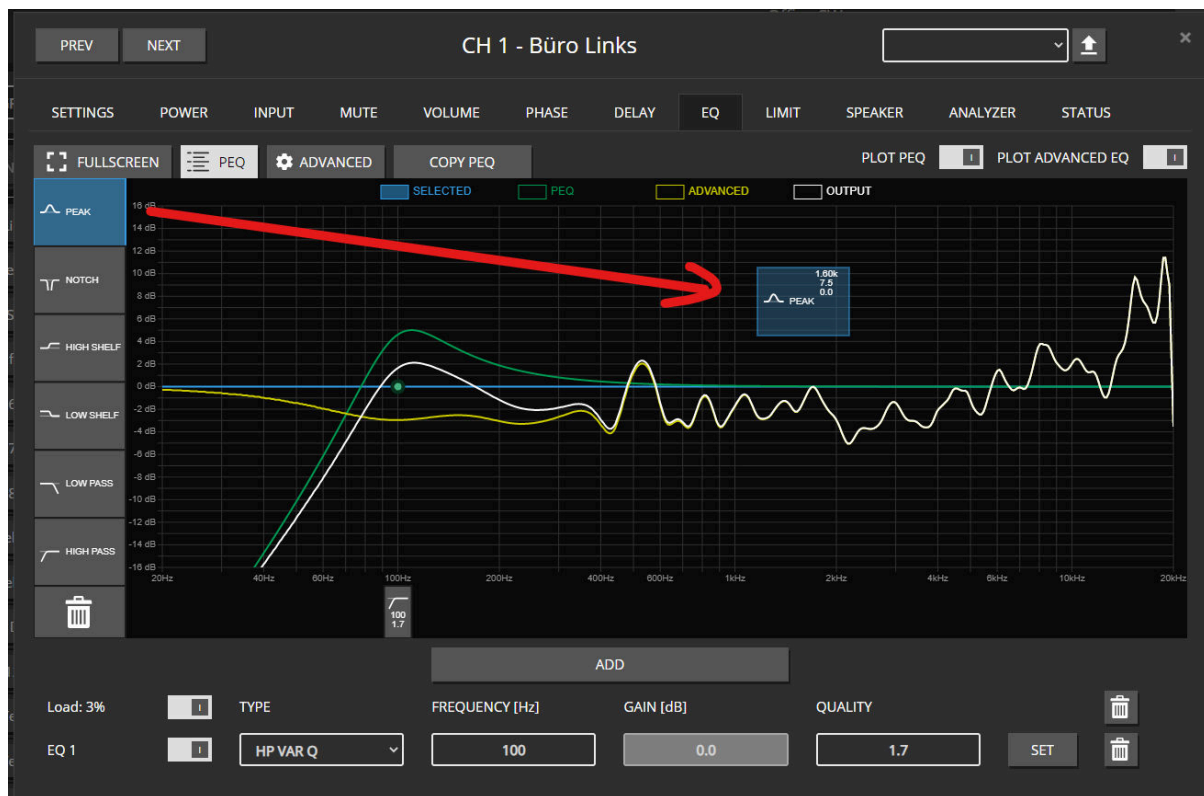 PREV NEXT CH 1 - Büro Links
SETTINGS POWER INPUT MUTE VOLUME PHASE DELAY EQ LIMIT SPEAKER ANALYZER STATUS
FULLSCREEN PEQ ADVANCED COPY PEQ PLOT PEQ I PLOT ADVANCED EQ I
SELECTED PEQ ADVANCED OUTPUT
PEAK
NOTCH
HIGH SHELF
LOW SHELF
LOW PASS
HIGH PASS
16 dB
14 dB
12 dB
10 dB
8 dB
6 dB
4 dB
2 dB
0 dB
-2 dB
-4 dB
-6 dB
-8 dB
-10 dB
-12 dB
-14 dB
-16 dB
1.60k
7.5
0.0
PEAK
20Hz 40Hz 60Hz 100Hz 200Hz 400Hz 600Hz 1kHz 2kHz 4kHz 6kHz 10kHz 20kHz
100
1.7
ADD
Load: 3% I TYPE FREQUENCY [Hz] GAIN [dB] QUALITY
EQ 1 I HP VAR Q 100 0.0 1.7 SET